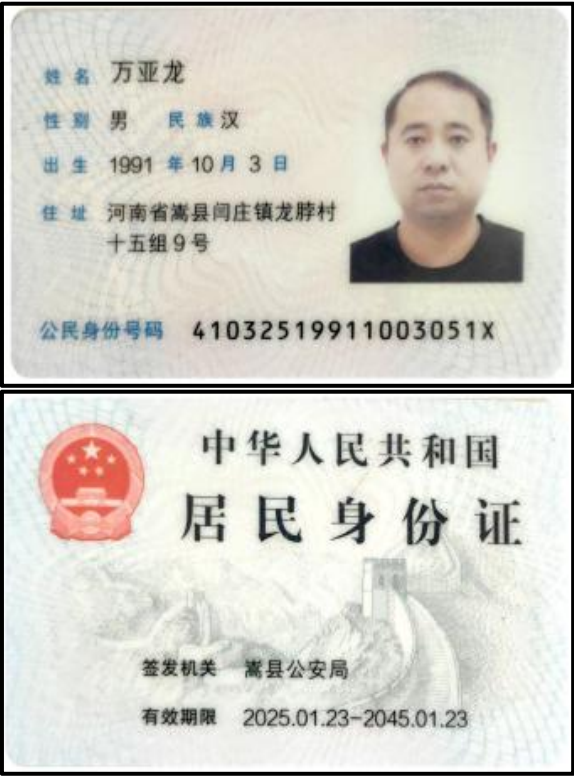 姓名 万亚龙
性别 男 民族 汉
出生 1991 年 10 月 3 日
住址 河南省嵩县闫庄镇龙脖村
十五组9号
公民身份号码 41032519911003051X
中华人民共和国
居民身份证
签发机关 嵩县公安局
有效期限 2025.01.23-2045.01.23